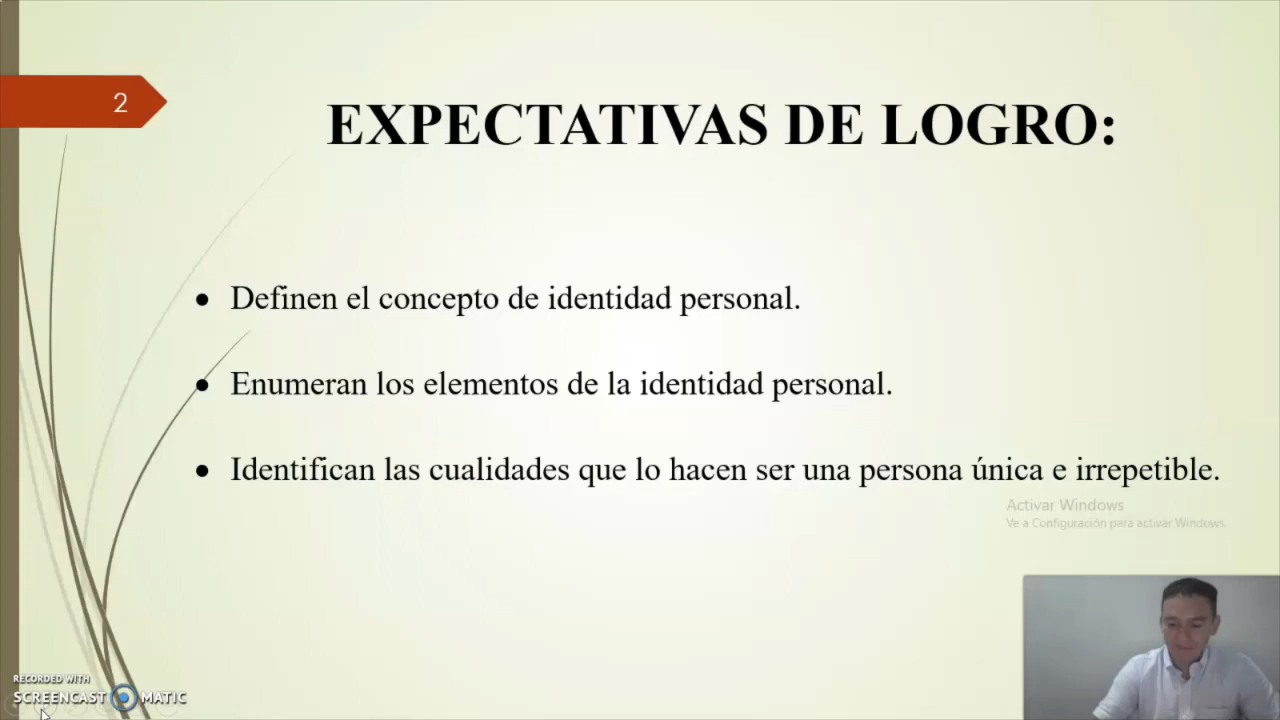 2
EXPECTATIVAS DE LOGRO:
• Definen el concepto de identidad personal.
• Enumeran los elementos de la identidad personal.
• Identifican las cualidades que lo hacen ser una persona única e irrepetible.
Activar Windows
Ve a Configuración para activar Windows.
RECORDED WITH
SCREENCAST MATIC